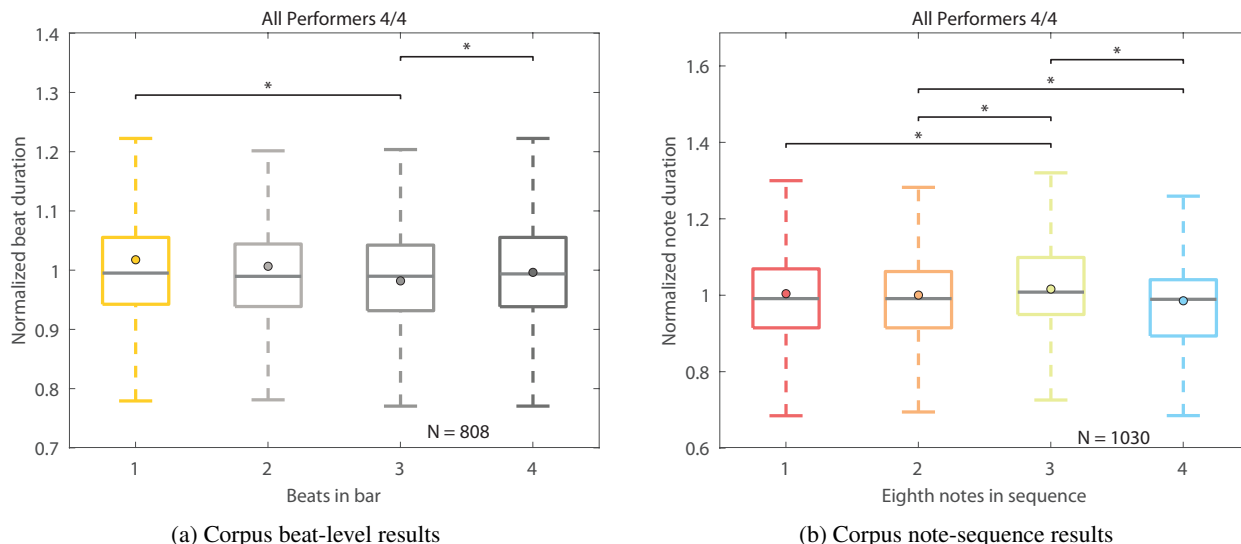 All Performers 4/4
Normalized beat duration
1.4
1.3
1.2
1.1
1
0.9
0.8
0.7
*
*
N = 808
1 2 3 4
Beats in bar
(a) Corpus beat-level results
All Performers 4/4
Normalized note duration
1.6
1.4
1.2
1
0.8
0.6
*
*
*
*
N = 1030
1 2 3 4
Eighth notes in sequence
(b) Corpus note-sequence results